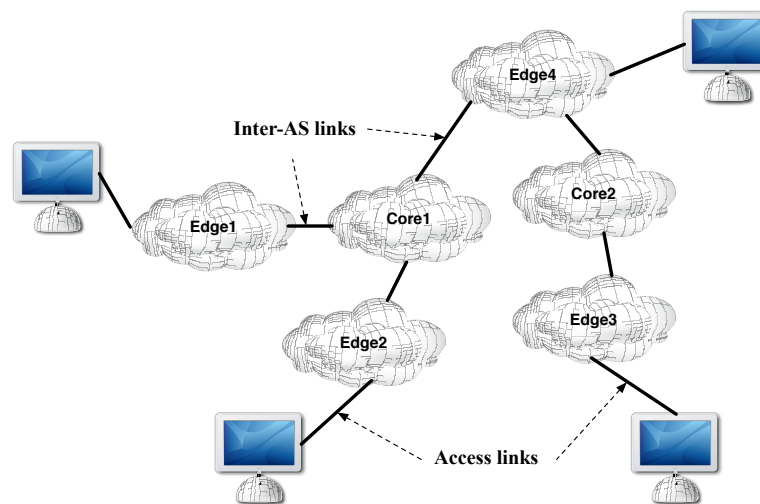 Edge4
Inter-AS links
Core1
Core2
Edge1
Edge3
Edge2
Access links